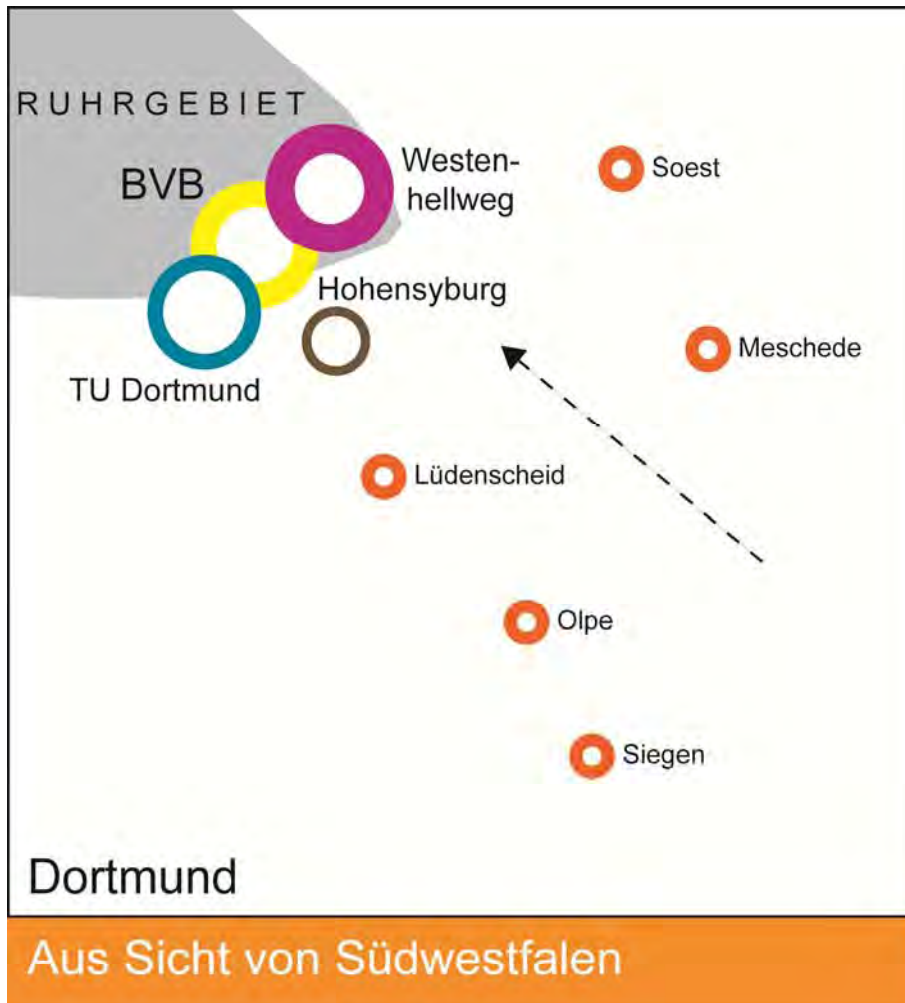 RUHRGEBIET
BVB
Westen-
hellweg
Soest
Hohensyburg
Meschede
TU Dortmund
Lüdenscheid
Olpe
Siegen
Dortmund
Aus Sicht von Südwestfalen